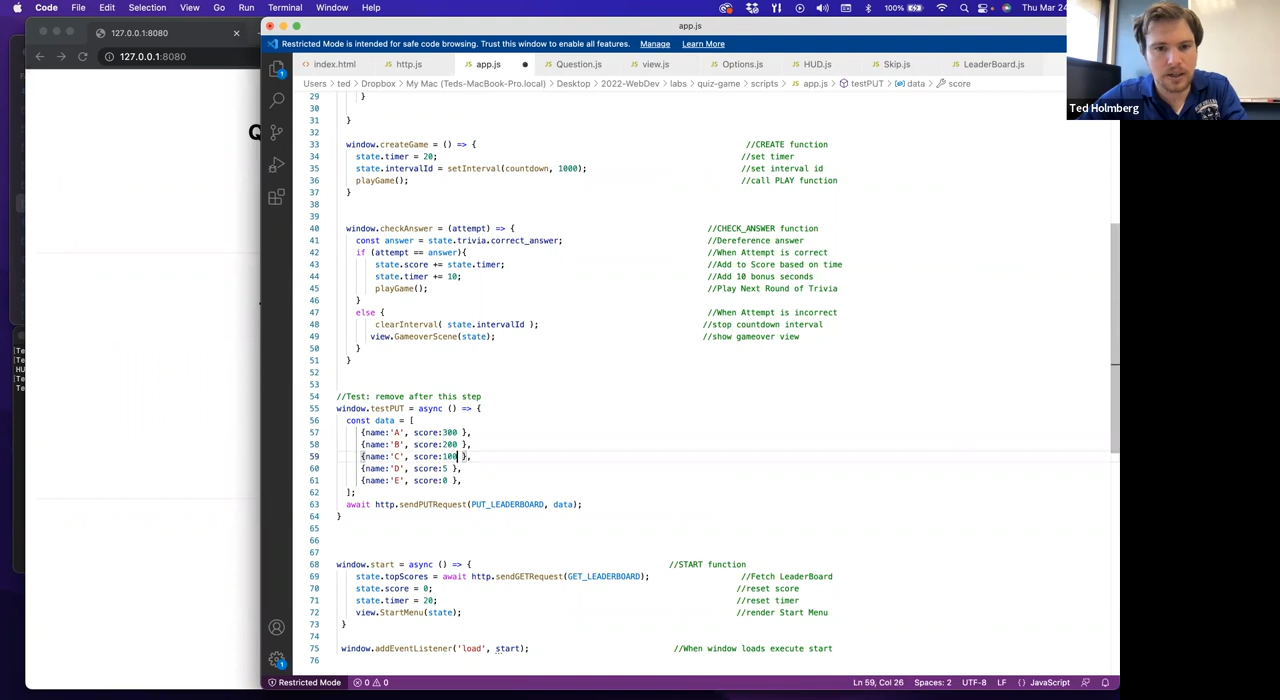 Code File Edit Selection View Go Run Terminal Window Help 100% Thu Mar 24
127.0.0.1:8080
127.0.0.1:8080
app.js
Restricted Mode is intended for safe code browsing. Trust this window to enable all features. Manage Learn More
index.html http.js app.js Question.js view.js Options.js HUD.js Skip.js LeaderBoard.js
Users > ted > Dropbox > My Mac (Teds-MacBook-Pro.local) > Desktop > 2022-WebDev > labs > quiz-game > scripts > app.js > testPUT > data > score
29 }
30
31 }
32
33 window.createGame = () => { //CREATE function
34 state.timer = 20; //set timer
35 state.intervalId = setInterval(countdown, 1000); //set interval id
36 playGame(); //call PLAY function
37 }
38
39
40 window.checkAnswer = (attempt) => { //CHECK_ANSWER function
41 const answer = state.trivia.correct_answer; //Dereference answer
42 if (attempt == answer){ //When Attempt is correct
43 state.score += state.timer; //Add to Score based on time
44 state.timer += 10; //Add 10 bonus seconds
45 playGame(); //Play Next Round of Trivia
46 }
47 else { //When Attempt is incorrect
48 clearInterval( state.intervalId ); //stop countdown interval
49 view.GameoverScene(state); //show gameover view
50 }
51 }
52
53
54 //Test: remove after this step
55 window.testPUT = async () => {
56 const data = [
57 {name:'A', score:300 },
58 {name:'B', score:200 },
59 {name:'C', score:100 },
60 {name:'D', score:5 },
61 {name:'E', score:0 },
62 ];
63 await http.sendPUTRequest(PUT_LEADERBOARD, data);
64 }
65
66
67
68 window.start = async () => { //START function
69 state.topScores = await http.sendGETRequest(GET_LEADERBOARD); //Fetch LeaderBoard
70 state.score = 0; //reset score
71 state.timer = 20; //reset timer
72 view.StartMenu(state); //render Start Menu
73 }
74
75 window.addEventListener('load', start); //When window loads execute start
76
Restricted Mode 0 0 Ln 59, Col 26 Spaces: 2 UTF-8 LF {} JavaScript
Ted Holmberg